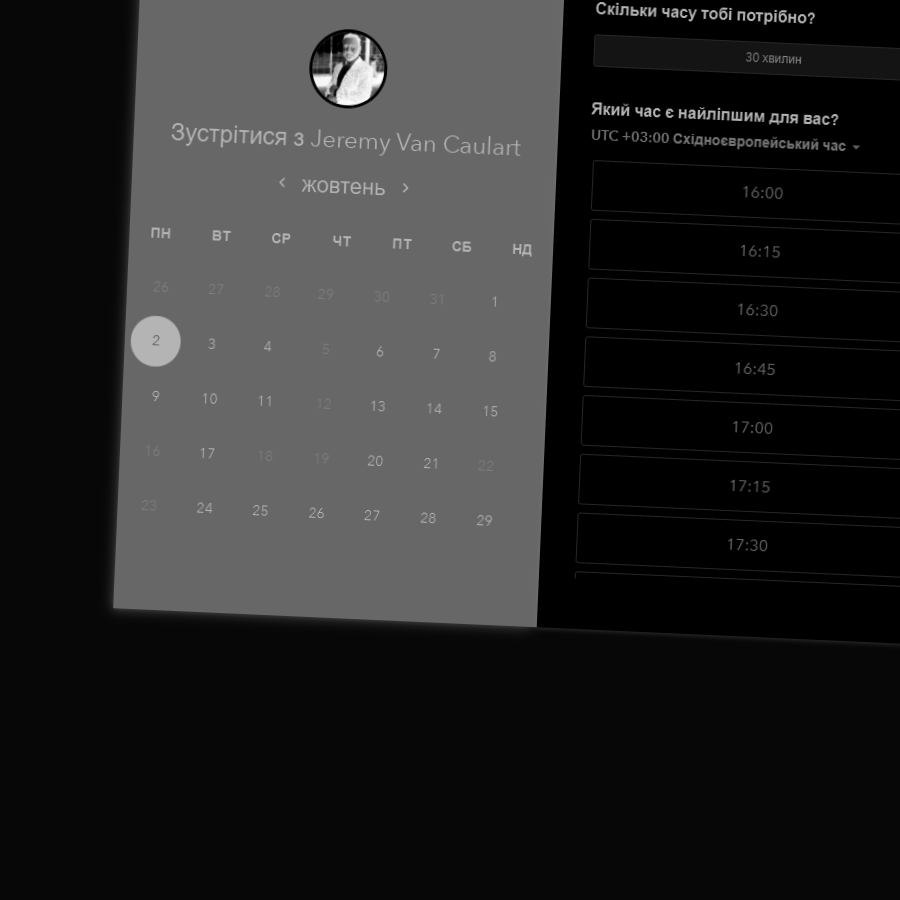 Зустрітися з Jeremy Van Caulart
жовтень
ПН ВТ СР ЧТ ПТ СБ НД
26 27 28 29 30 31 1
2 3 4 5 6 7 8
9 10 11 12 13 14 15
16 17 18 19 20 21 22
23 24 25 26 27 28 29
Скільки часу тобі потрібно?
30 хвилин
Який час є найліпшим для вас?
UTC +03:00 Східноєвропейський час
16:00
16:15
16:30
16:45
17:00
17:15
17:30